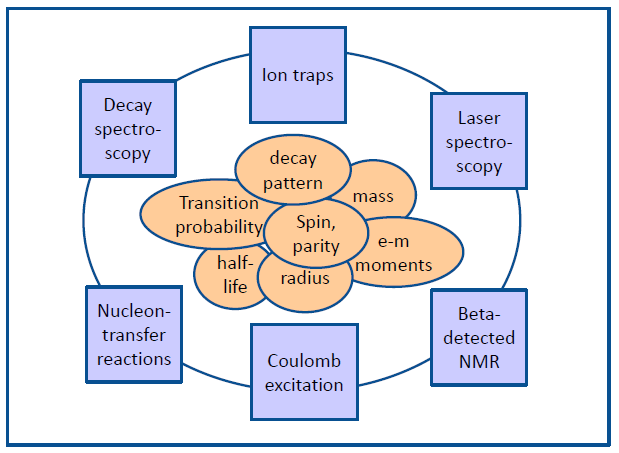 Ion traps
Decay
spectro-
scopy
Laser
spectro-
scopy
decay
pattern
mass
Transition
probability
Spin,
parity
e-m
moments
half-
life
radius
Nucleon-
transfer
reactions
Coulomb
excitation
Beta-
detected
NMR